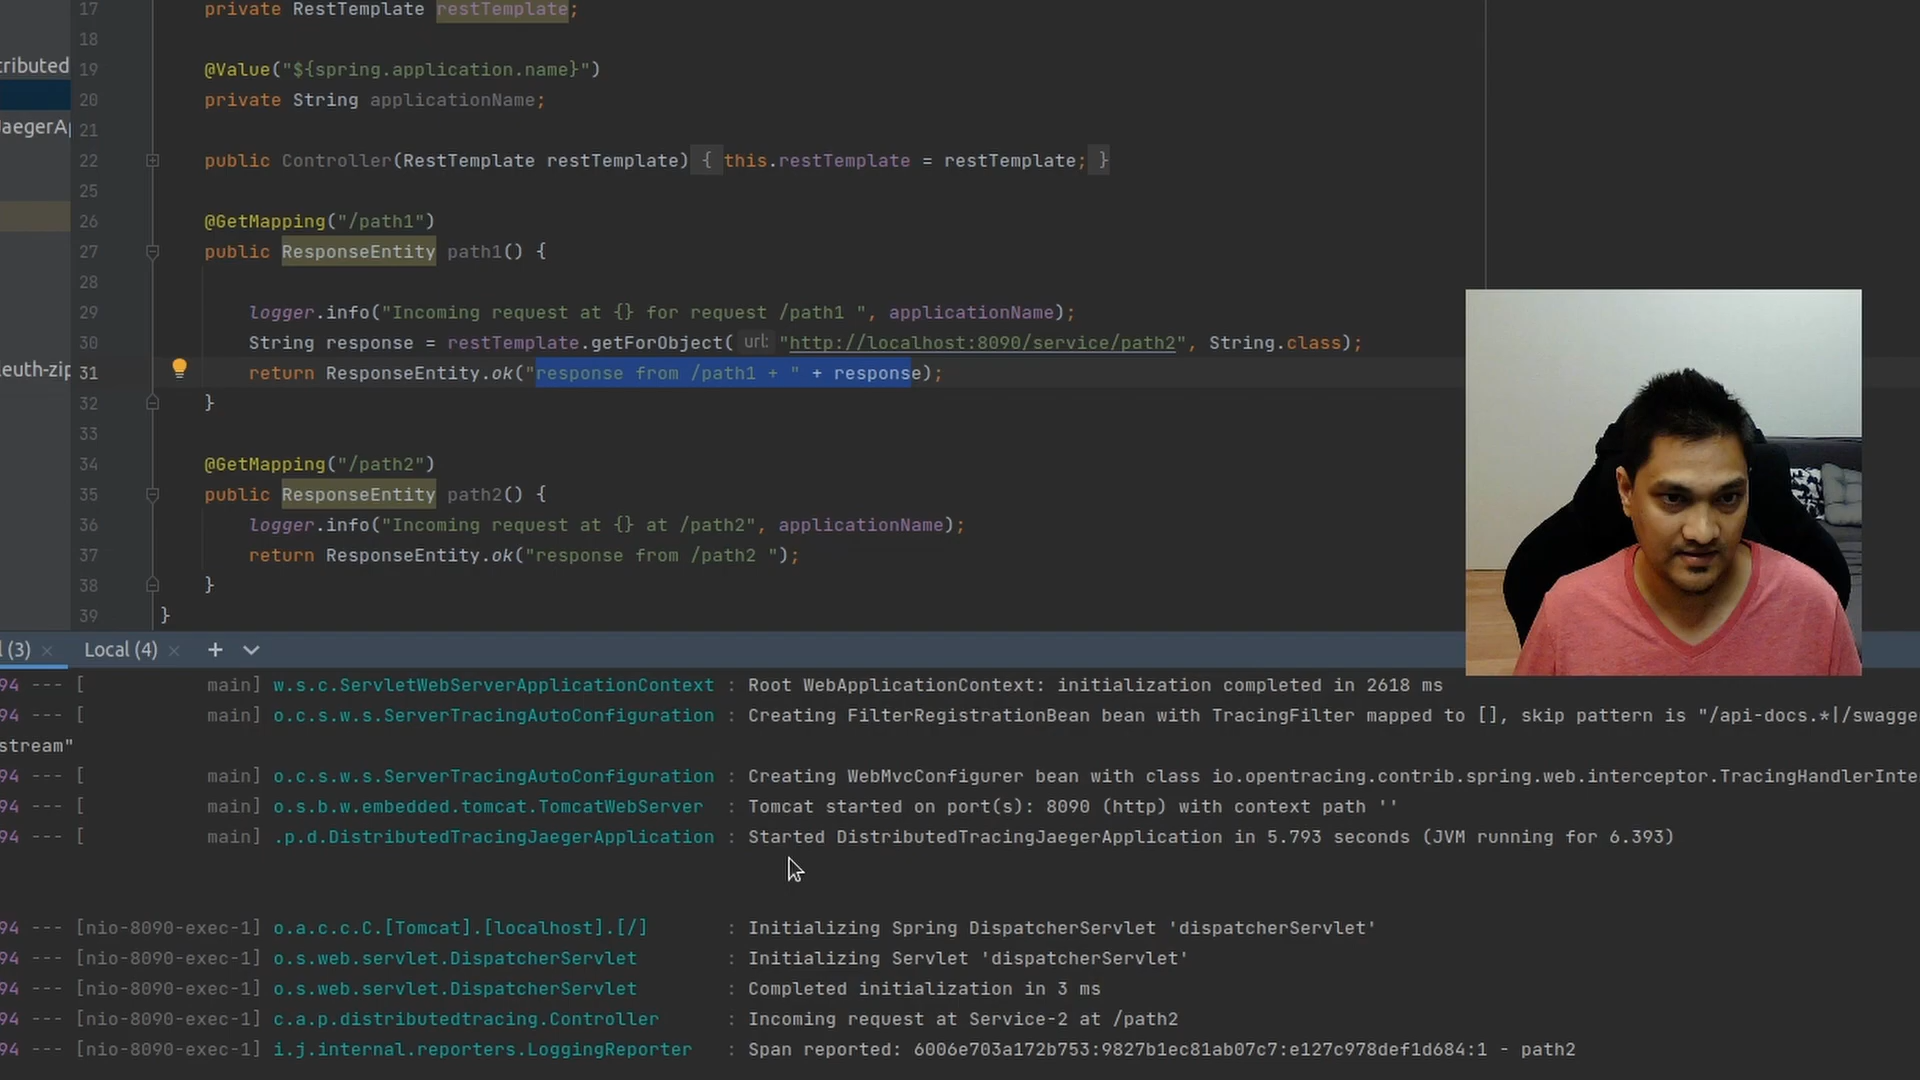 17 private RestTemplate restTemplate;
18
tributed 19 @Value("${spring.application.name}")
20 private String applicationName;
JaegerAp 21
22 public Controller(RestTemplate restTemplate) { this.restTemplate = restTemplate; }
25
26 @GetMapping("/path1")
27 public ResponseEntity path1() {
28
29 logger.info("Incoming request at {} for request /path1 ", applicationName);
30 String response = restTemplate.getForObject( url: "http://localhost:8090/service/path2", String.class);
leuth-zip 31 return ResponseEntity.ok("response from /path1 + " + response);
32 }
33
34 @GetMapping("/path2")
35 public ResponseEntity path2() {
36 logger.info("Incoming request at {} at /path2", applicationName);
37 return ResponseEntity.ok("response from /path2 ");
38 }
39 }
l (3) × Local (4) × +
94 --- [ main] w.s.c.ServletWebServerApplicationContext : Root WebApplicationContext: initialization completed in 2618 ms
94 --- [ main] o.c.s.w.s.ServerTracingAutoConfiguration : Creating FilterRegistrationBean bean with TracingFilter mapped to [], skip pattern is "/api-docs.*|/swagge
stream"
94 --- [ main] o.c.s.w.s.ServerTracingAutoConfiguration : Creating WebMvcConfigurer bean with class io.opentracing.contrib.spring.web.interceptor.TracingHandlerInte
94 --- [ main] o.s.b.w.embedded.tomcat.TomcatWebServer : Tomcat started on port(s): 8090 (http) with context path ''
94 --- [ main] .p.d.DistributedTracingJaegerApplication : Started DistributedTracingJaegerApplication in 5.793 seconds (JVM running for 6.393)
94 --- [nio-8090-exec-1] o.a.c.c.C.[Tomcat].[localhost].[/] : Initializing Spring DispatcherServlet 'dispatcherServlet'
94 --- [nio-8090-exec-1] o.s.web.servlet.DispatcherServlet : Initializing Servlet 'dispatcherServlet'
94 --- [nio-8090-exec-1] o.s.web.servlet.DispatcherServlet : Completed initialization in 3 ms
94 --- [nio-8090-exec-1] c.a.p.distributedtracing.Controller : Incoming request at Service-2 at /path2
94 --- [nio-8090-exec-1] i.j.internal.reporters.LoggingReporter : Span reported: 6006e703a172b753:9827b1ec81ab07c7:e127c978def1d684:1 - path2